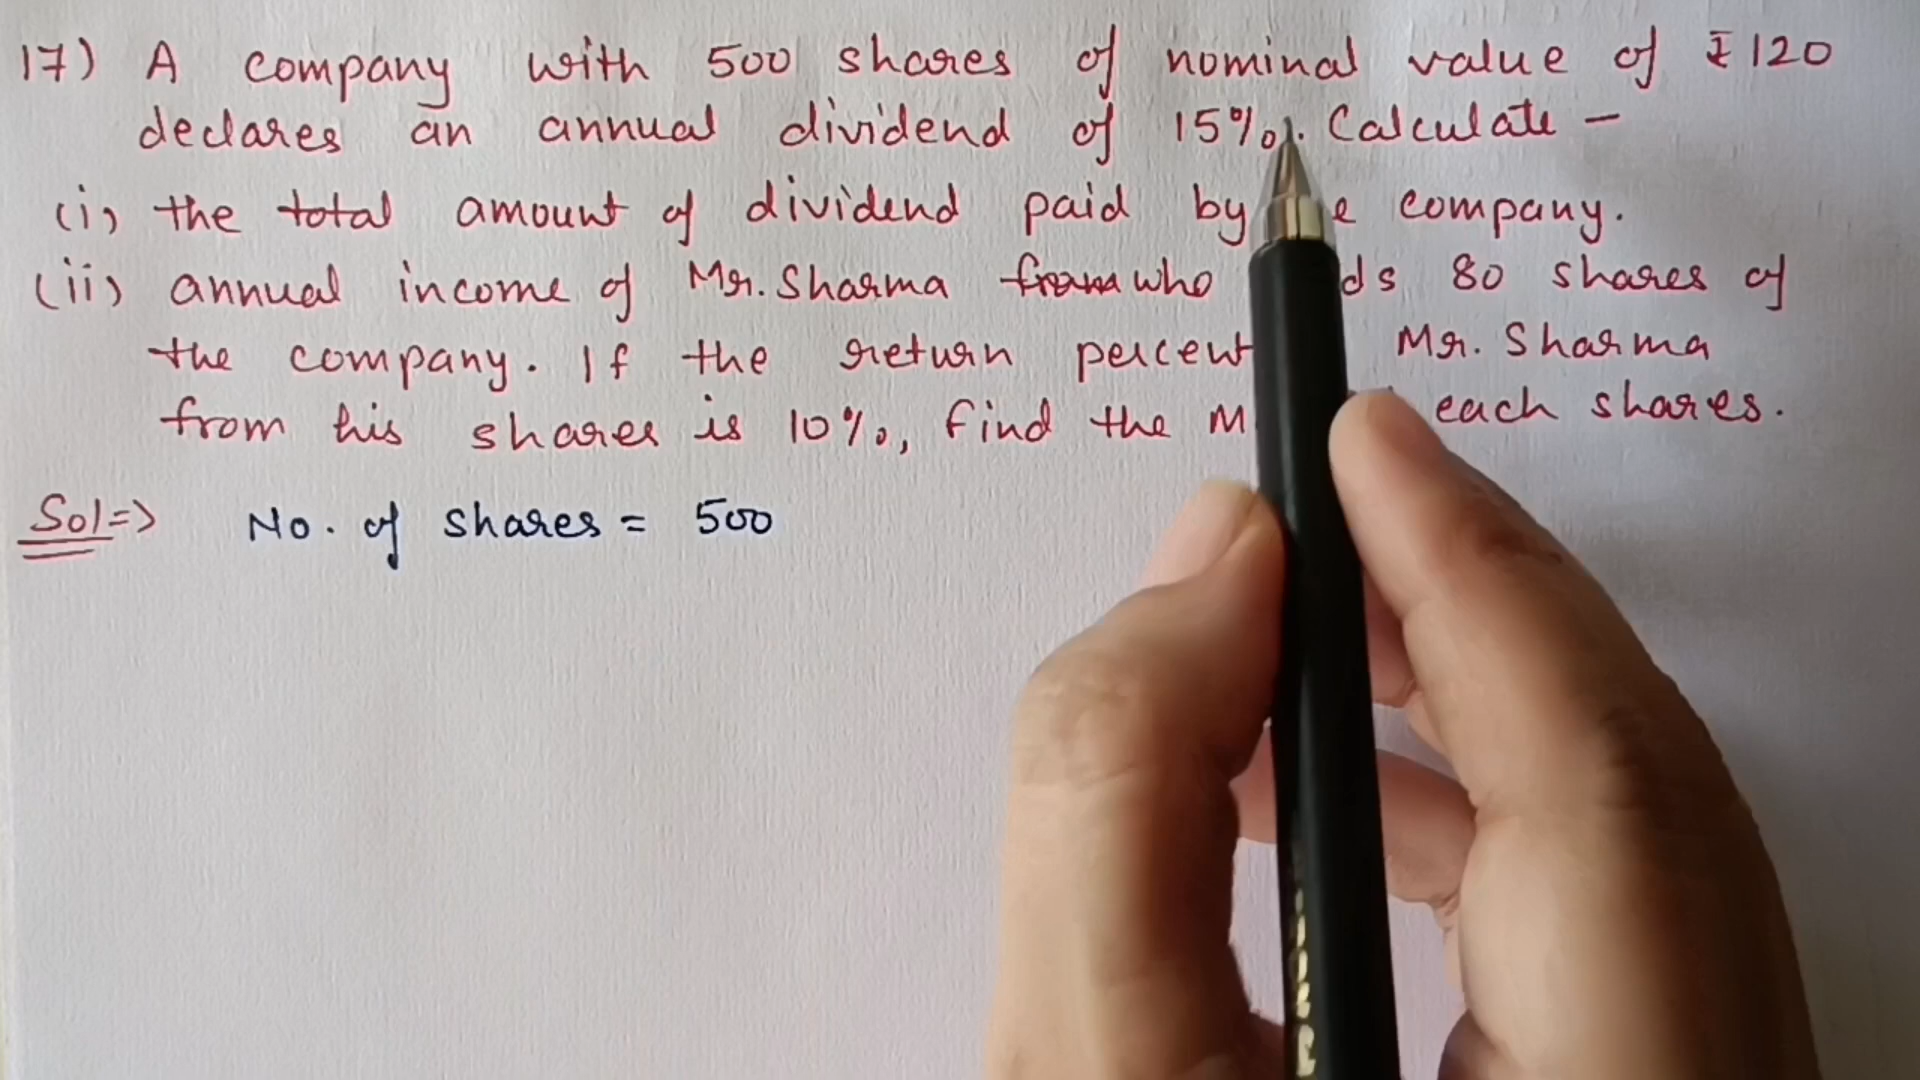 17) A company with 500 shares of nominal value of ₹120
declares an annual dividend of 15%. Calculate -
(i) the total amount of dividend paid by company.
(ii) annual income of Mr. Sharma from who 80 shares of
the company. If the return percent Mr. Sharma
from his shares is 10%, find the each shares.
Sol=> No. of shares = 500